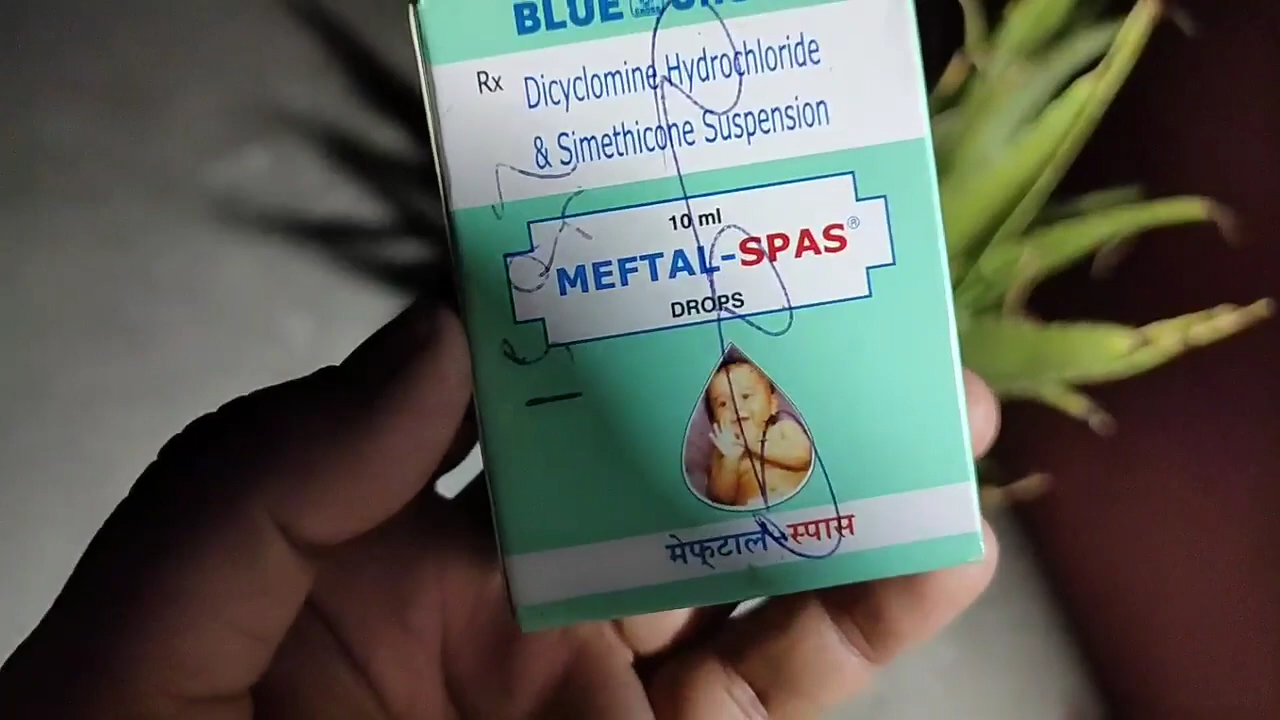 BLUE
Rx Dicyclomine Hydrochloride
& Simethicone Suspension
10 ml
MEFTAL-SPAS®
DROPS
मेफ्टाल-स्पास